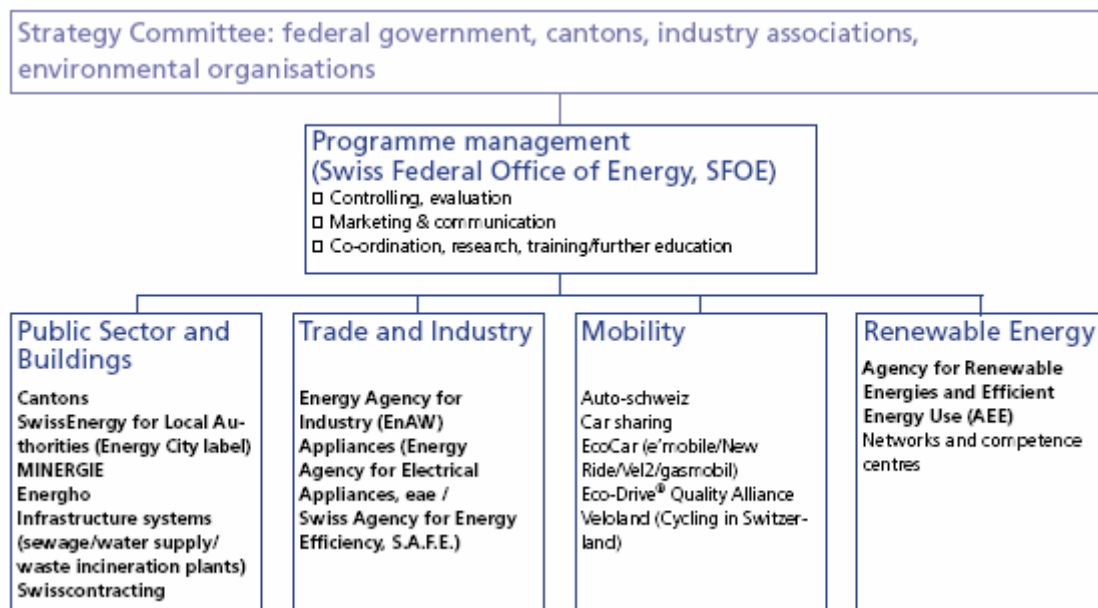 Strategy Committee: federal government, cantons, industry associations,
environmental organisations
Programme management
(Swiss Federal Office of Energy, SFOE)
□ Controlling, evaluation
□ Marketing & communication
□ Co-ordination, research, training/further education
Public Sector and
Buildings
Cantons
SwissEnergy for Local Au-
thorities (Energy City label)
MINERGIE
Energho
Infrastructure systems
(sewage/water supply/
waste incineration plants)
Swisscontracting
Trade and Industry
Energy Agency for
Industry (EnAW)
Appliances (Energy
Agency for Electrical
Appliances, eae /
Swiss Agency for Energy
Efficiency, S.A.F.E.)
Mobility
Auto-schweiz
Car sharing
EcoCar (e'mobile/New
Ride/Vel2/gasmobil)
Eco-Drive® Quality Alliance
Veloland (Cycling in Switzer-
land)
Renewable Energy
Agency for Renewable
Energies and Efficient
Energy Use (AEE)
Networks and competence
centres